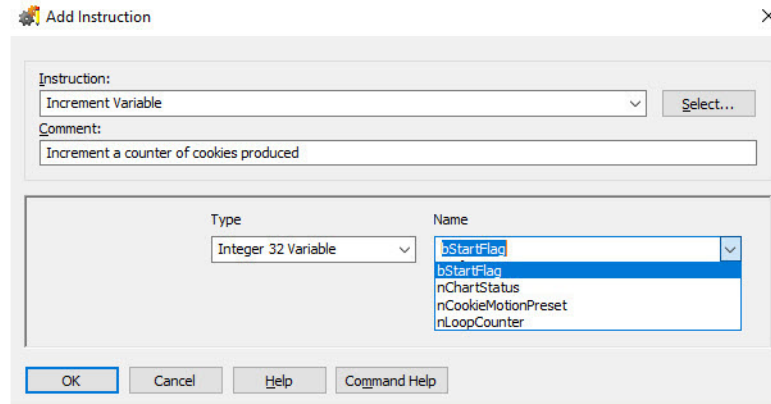 Add Instruction
Instruction:
Increment Variable
Select...
Comment:
Increment a counter of cookies produced
Type Name
Integer 32 Variable bStartFlag
bStartFlag
nChartStatus
nCookieMotionPreset
nLoopCounter
OK Cancel Help Command Help